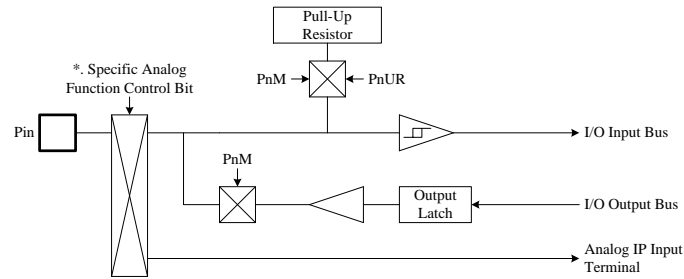 Pull-Up
Resistor
*. Specific Analog
Function Control Bit
PnM
PnUR
Pin
I/O Input Bus
PnM
Output
Latch
I/O Output Bus
Analog IP Input
Terminal